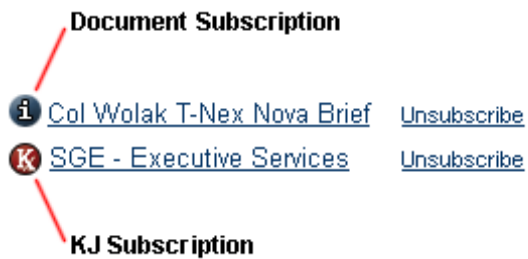 Document Subscription
i Col Wolak T-Nex Nova Brief Unsubscribe
K SGE - Executive Services Unsubscribe
KJ Subscription